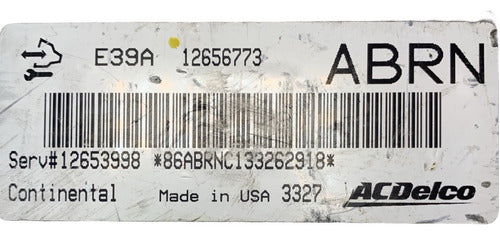 E39A 12656773 ABRN
Serv#12653998 *86ABRNC133262918*
Continental Made in USA 3327 ACDelco